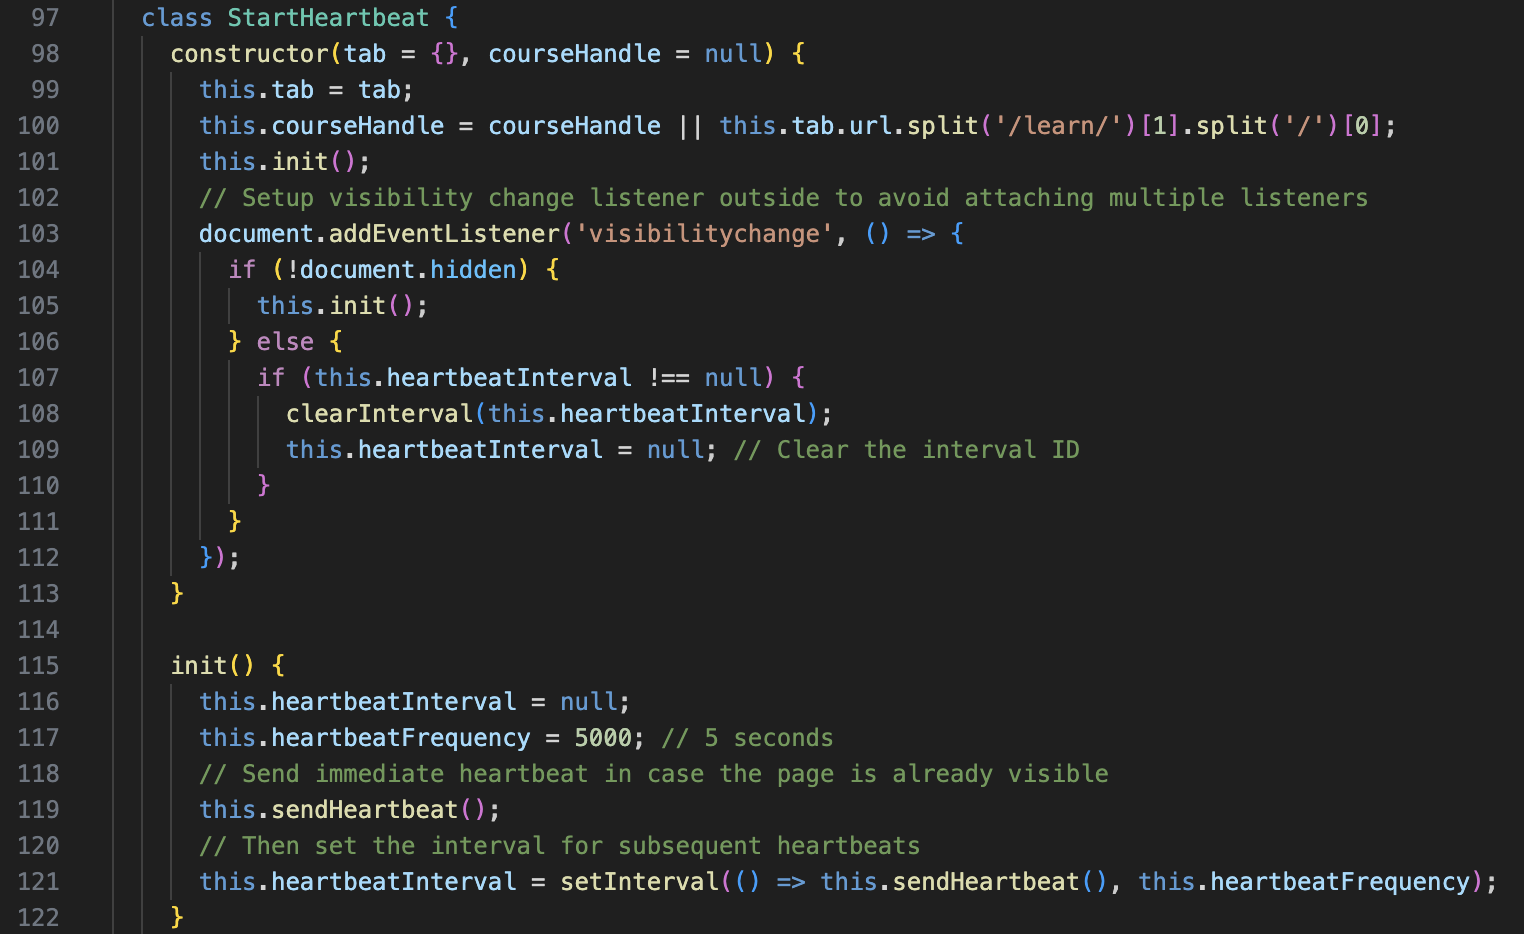 97 class StartHeartbeat {
98 constructor(tab = {}, courseHandle = null) {
99 this.tab = tab;
100 this.courseHandle = courseHandle || this.tab.url.split('/learn/')[1].split('/')[0];
101 this.init();
102 // Setup visibility change listener outside to avoid attaching multiple listeners
103 document.addEventListener('visibilitychange', () => {
104 if (!document.hidden) {
105 this.init();
106 } else {
107 if (this.heartbeatInterval !== null) {
108 clearInterval(this.heartbeatInterval);
109 this.heartbeatInterval = null; // Clear the interval ID
110 }
111 }
112 });
113 }
114
115 init() {
116 this.heartbeatInterval = null;
117 this.heartbeatFrequency = 5000; // 5 seconds
118 // Send immediate heartbeat in case the page is already visible
119 this.sendHeartbeat();
120 // Then set the interval for subsequent heartbeats
121 this.heartbeatInterval = setInterval(() => this.sendHeartbeat(), this.heartbeatFrequency);
122 }